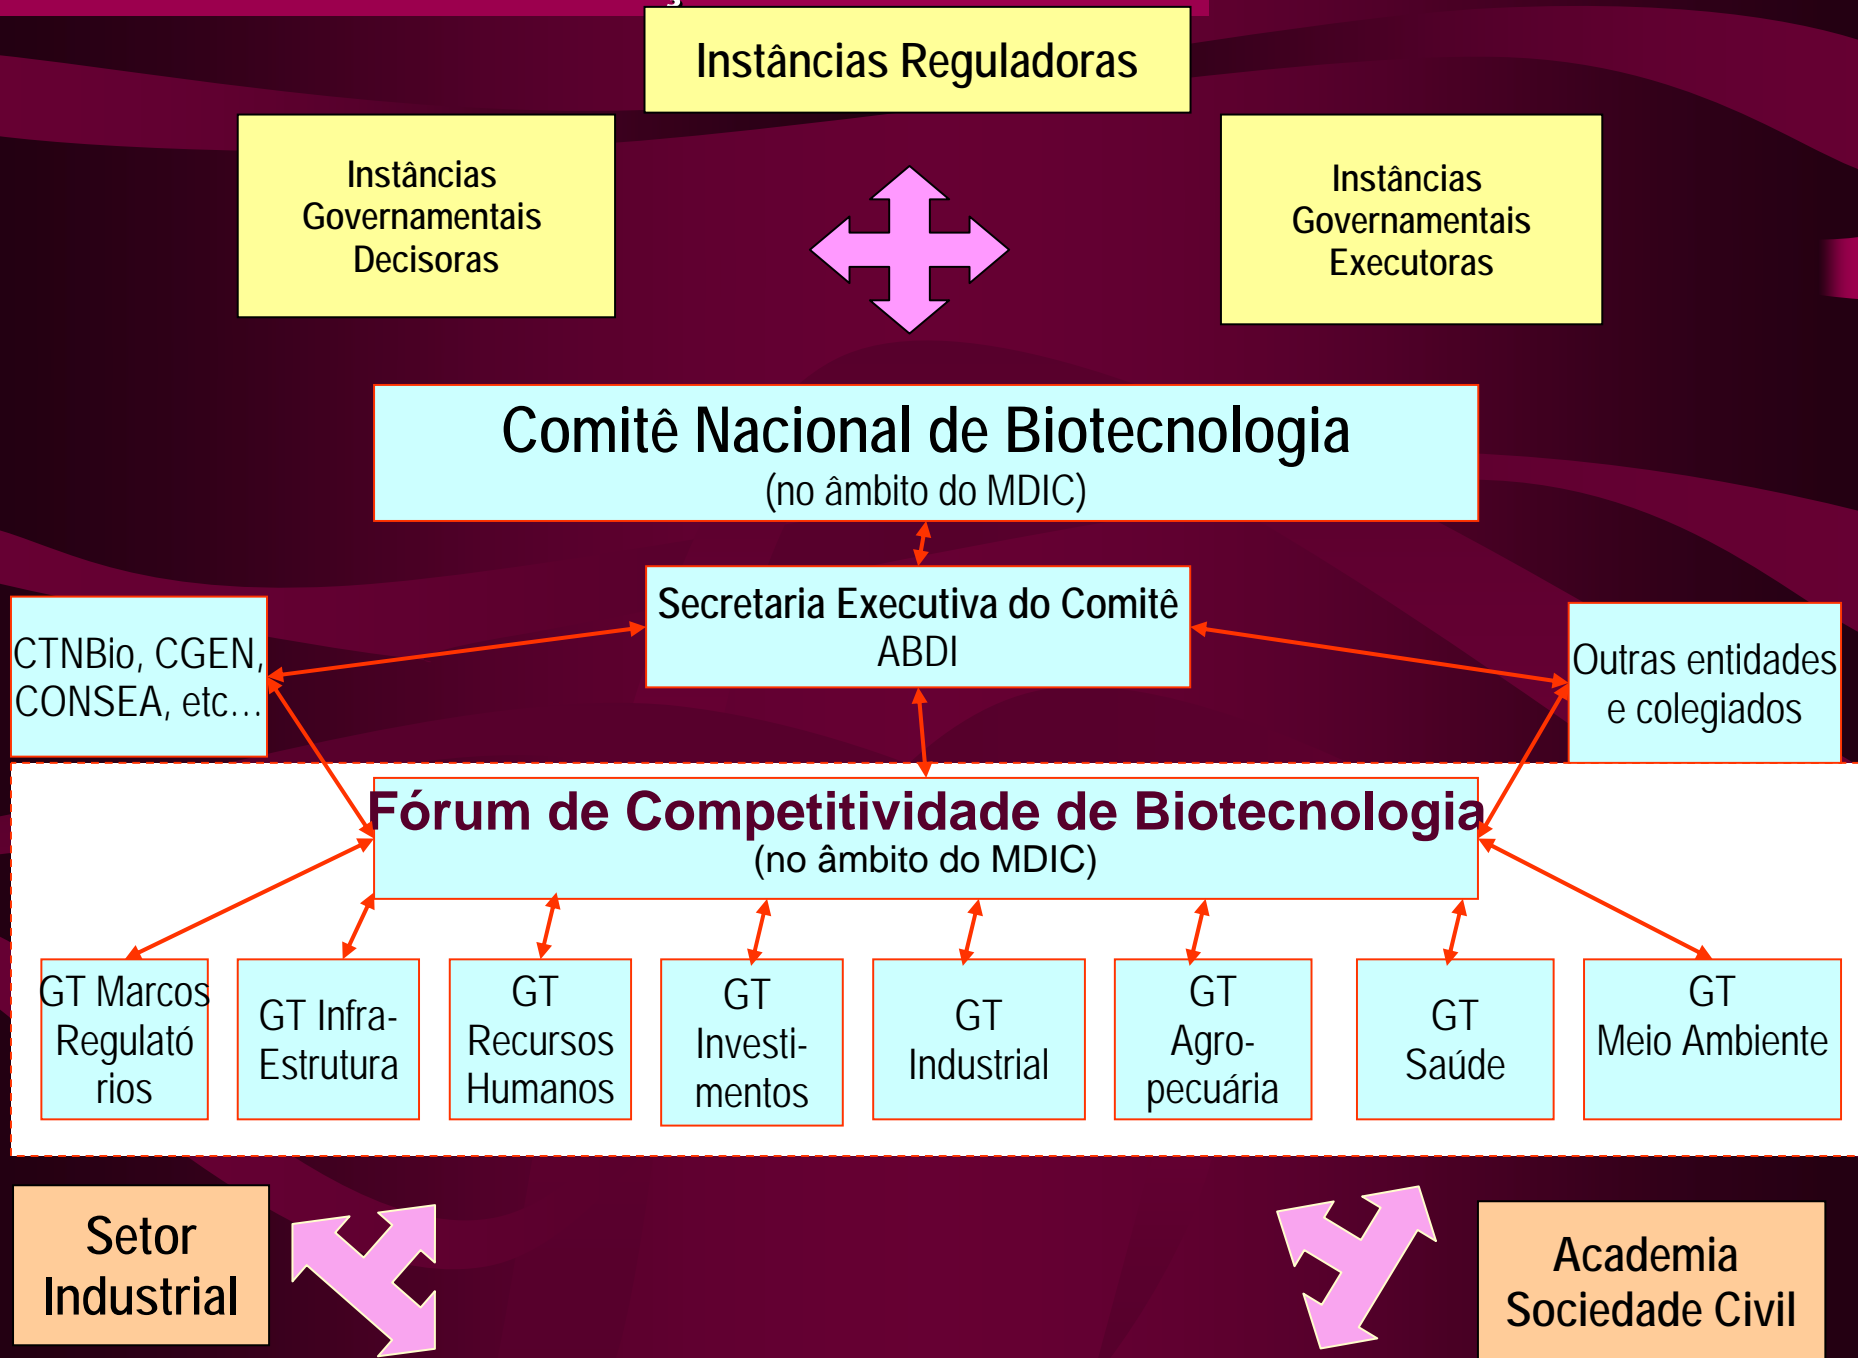 Instâncias Reguladoras
Instâncias
Governamentais
Decisoras
Instâncias
Governamentais
Executoras
Comitê Nacional de Biotecnologia
(no âmbito do MDIC)
Secretaria Executiva do Comitê
ABDI
CTNBio, CGEN,
CONSEA, etc...
Outras entidades
e colegiados
Fórum de Competitividade de Biotecnologia
(no âmbito do MDIC)
GT Marcos
Regulató
rios
GT Infra-
Estrutura
GT
Recursos
Humanos
GT
Investi-
mentos
GT
Industrial
GT
Agro-
pecuária
GT
Saúde
GT
Meio Ambiente
Setor
Industrial
Academia
Sociedade Civil